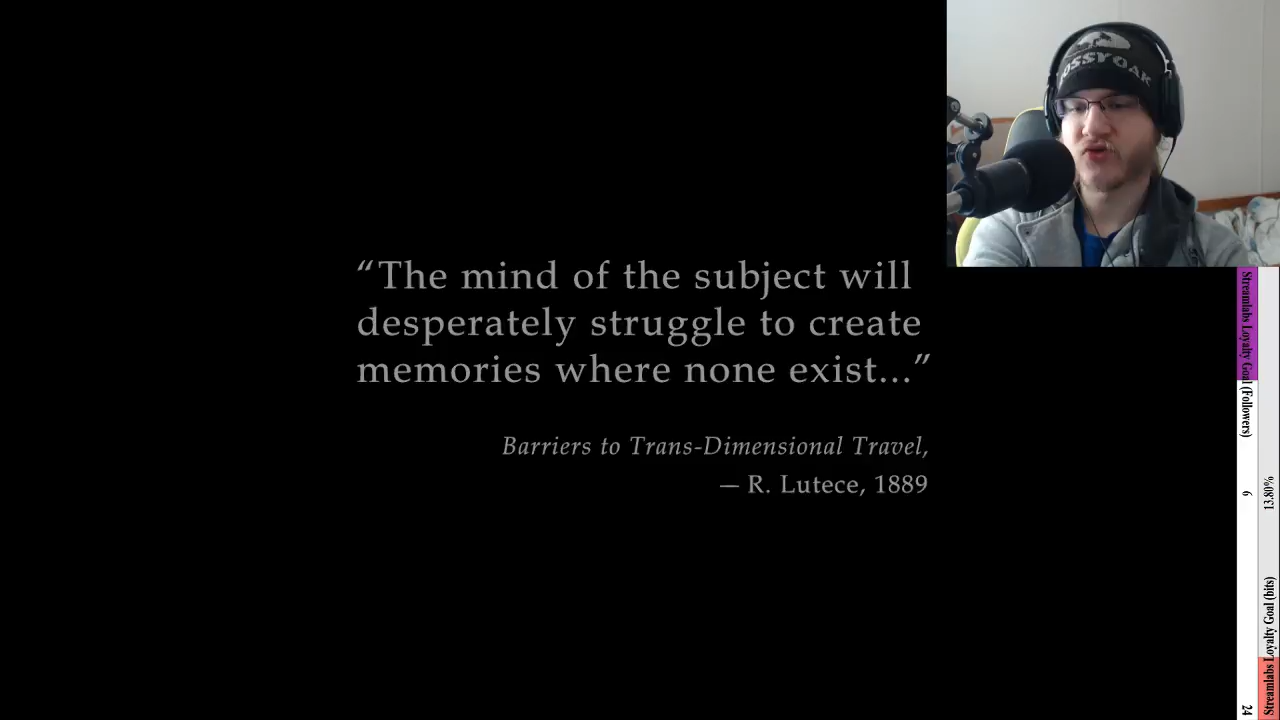 “The mind of the subject will
desperately struggle to create
memories where none exist...”
Barriers to Trans-Dimensional Travel,
— R. Lutece, 1889
OSSYOAK
Streamlabs Loyalty Goal (Followers)
6
24
Streamlabs Loyalty Goal (bits)
13.80%